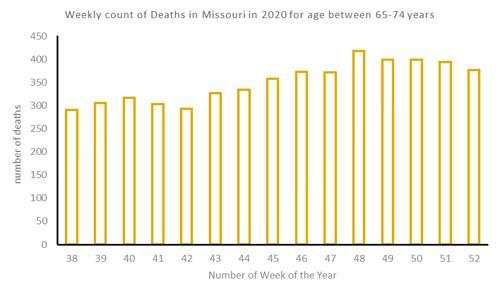 Weekly count of Deaths in Missouri in 2020 for age between 65-74 years
number of deaths
450
400
350
300
250
200
150
100
50
0
38 39 40 41 42 43 44 45 46 47 48 49 50 51 52
Number of Week of the Year